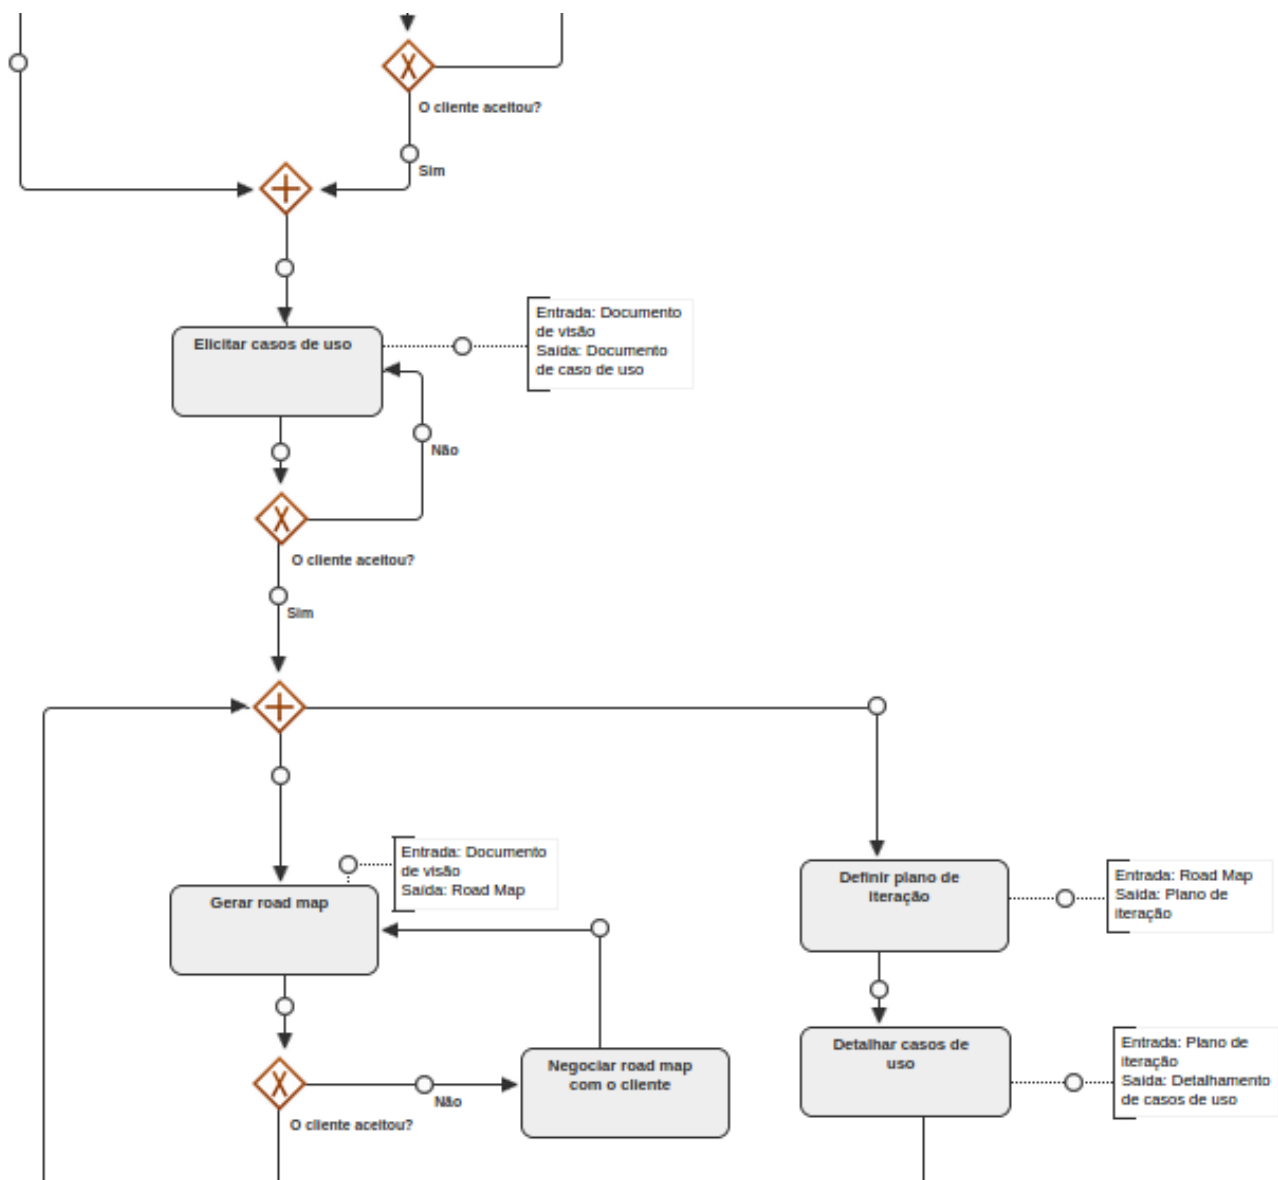 O cliente aceitou?
Sim
Entrada: Documento
de visão
Saída: Documento
de caso de uso
Elicitar casos de uso
Não
O cliente aceitou?
Sim
Entrada: Documento
de visão
Saída: Road Map
Gerar road map
Definir plano de
iteração
Entrada: Road Map
Saída: Plano de
iteração
Negociar road map
com o cliente
Não
O cliente aceitou?
Detalhar casos de
uso
Entrada: Plano de
iteração
Saída: Detalhamento
de casos de uso